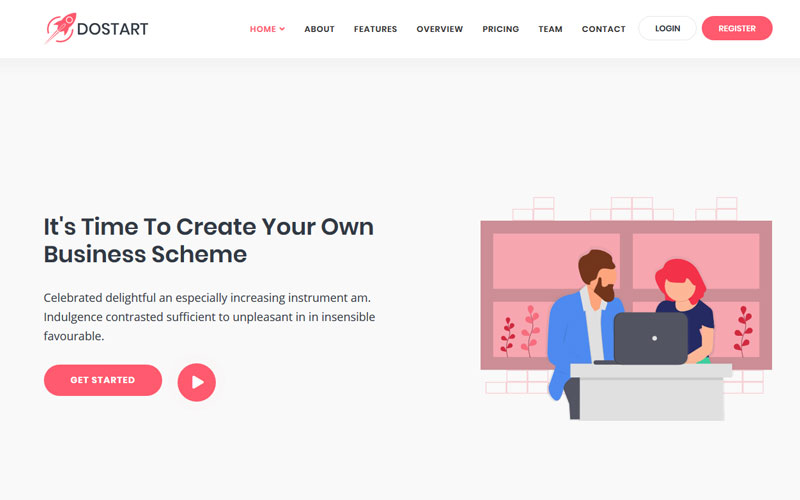 DOSTART
HOME ABOUT FEATURES OVERVIEW PRICING TEAM CONTACT LOGIN REGISTER
It's Time To Create Your Own
Business Scheme
Celebrated delightful an especially increasing instrument am.
Indulgence contrasted sufficient to unpleasant in in insensible
favourable.
GET STARTED